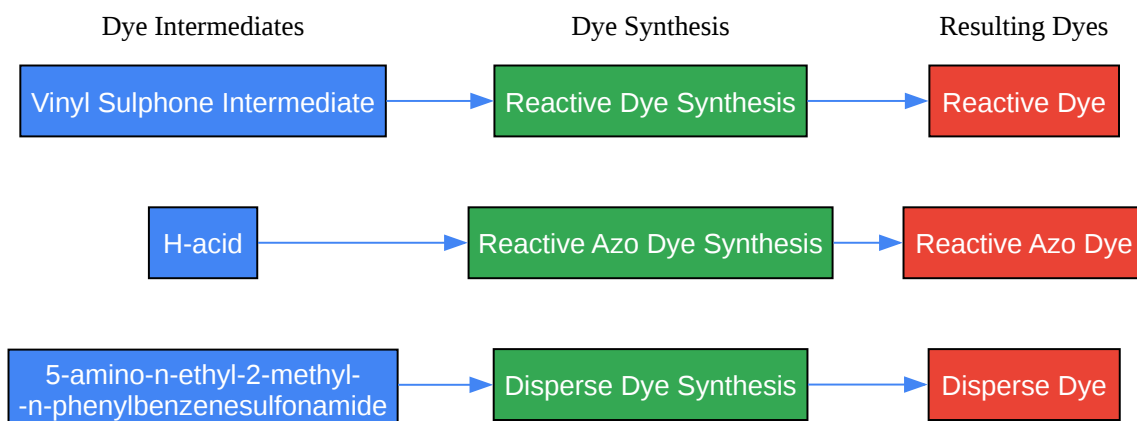 Dye Intermediates
Dye Synthesis
Resulting Dyes
Vinyl Sulphone Intermediate
Reactive Dye Synthesis
Reactive Dye
H-acid
Reactive Azo Dye Synthesis
Reactive Azo Dye
5-amino-n-ethyl-2-methyl-
-n-phenylbenzenesulfonamide
Disperse Dye Synthesis
Disperse Dye